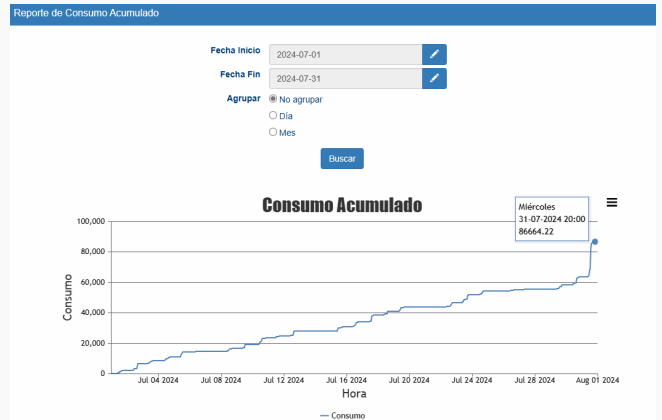 Reporte de Consumo Acumulado
Fecha Inicio
2024-07-01
Fecha Fin
2024-07-31
Agrupar
No agrupar
Día
Mes
Buscar
Consumo Acumulado
Miércoles
31-07-2024 20:00
86664.22
100,000
80,000
60,000
40,000
20,000
0
Consumo
Jul 04 2024 Jul 08 2024 Jul 12 2024 Jul 16 2024 Jul 20 2024 Jul 24 2024 Jul 28 2024 Aug 01 2024
Hora
Consumo